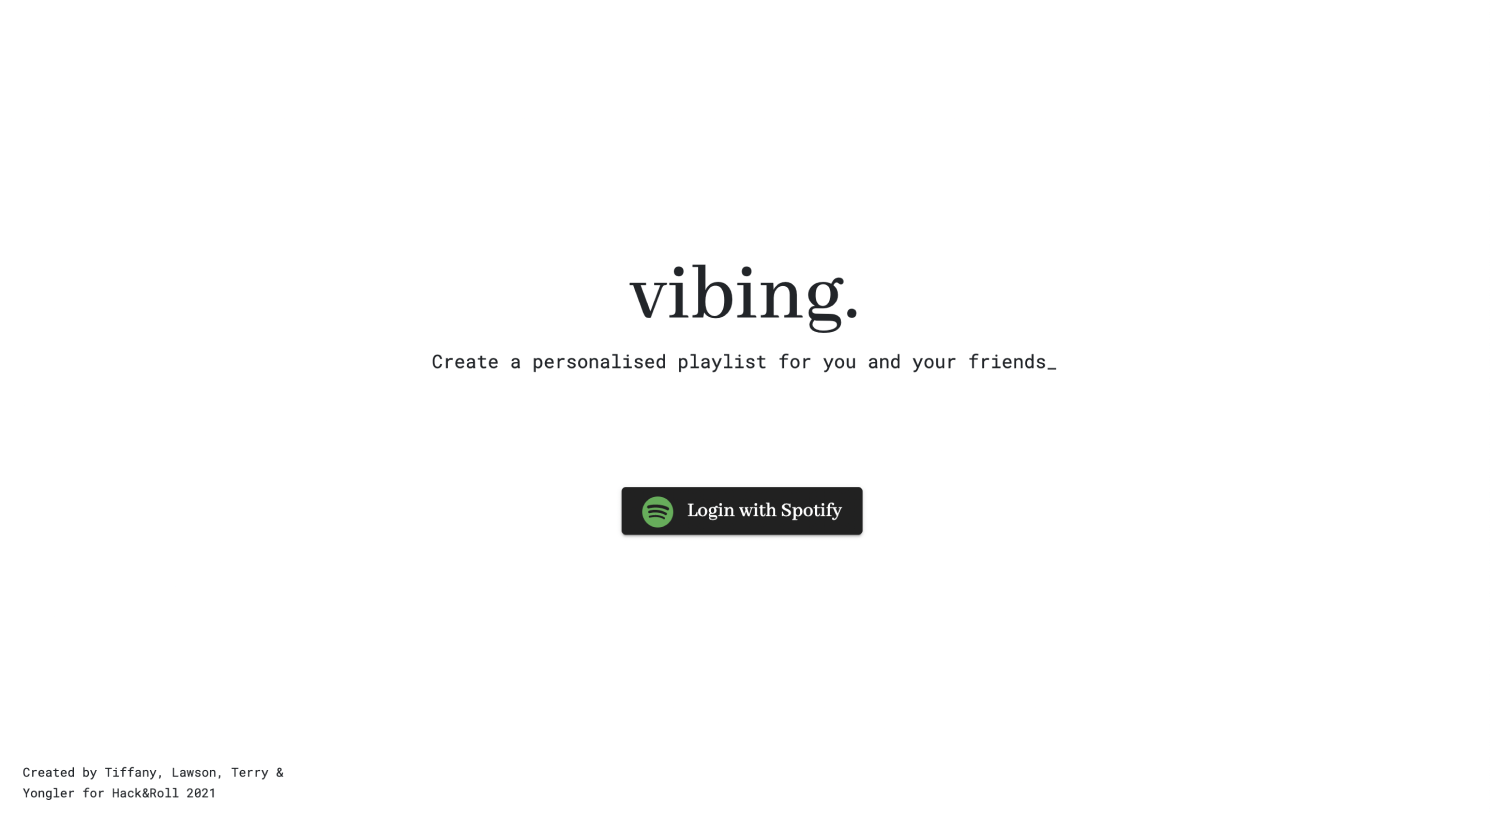 vibing.
Create a personalised playlist for you and your friends_
Login with Spotify
Created by Tiffany, Lawson, Terry &
Yongler for Hack&Roll 2021